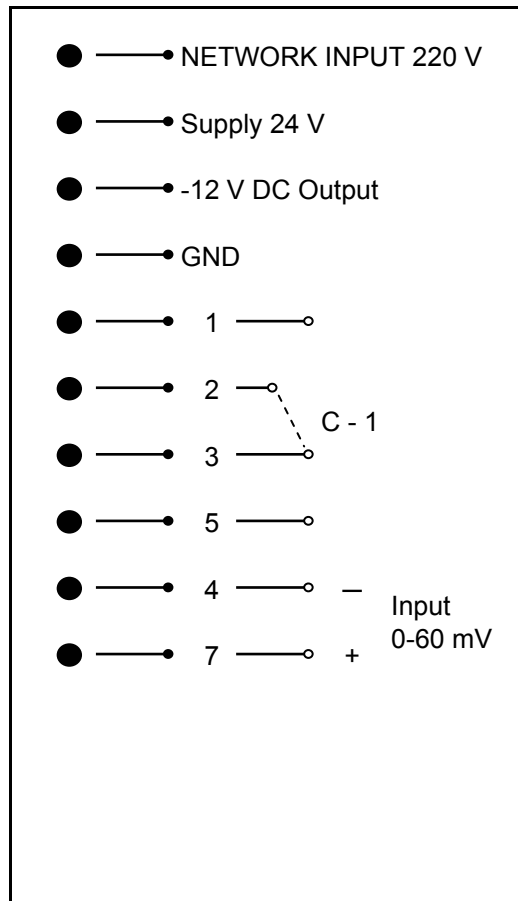 NETWORK INPUT 220 V
Supply 24 V
-12 V DC Output
GND
1
2
C - 1
3
5
4 –
Input
0-60 mV
7 +